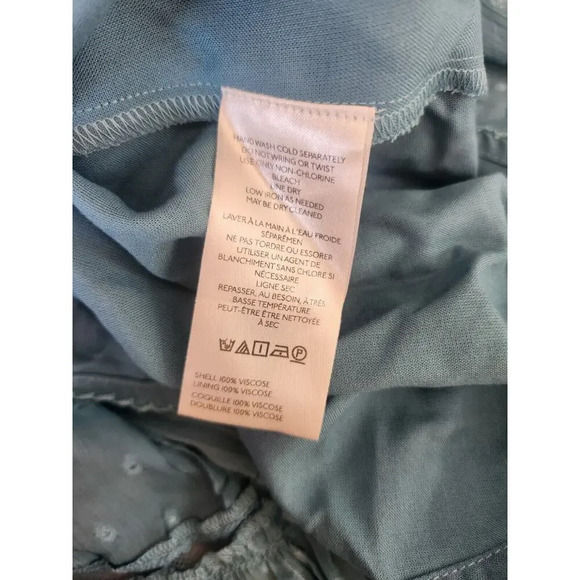 HAND WASH COLD SEPARATELY
DO NOT WRING OR TWIST
USE ONLY NON-CHLORINE
BLEACH
LINE DRY
LOW IRON AS NEEDED
MAY BE DRY CLEANED
LAVER À LA MAIN À L'EAU FROIDE
SÉPARÉMEN
NE PAS TORDRE OU ESSORER
UTILISER UN AGENT DE
BLANCHIMENT SANS CHLORE SI
NÉCESSAIRE
LIGNE SEC
REPASSER, AU BESOIN, À TRÈS
BASSE TEMPÉRATURE
PEUT-ÊTRE ÊTRE NETTOYÉE
À SEC
P
SHELL 100% VISCOSE
LINING 100% VISCOSE
COQUILLE 100% VISCOSE
DOUBLURE 100% VISCOSE